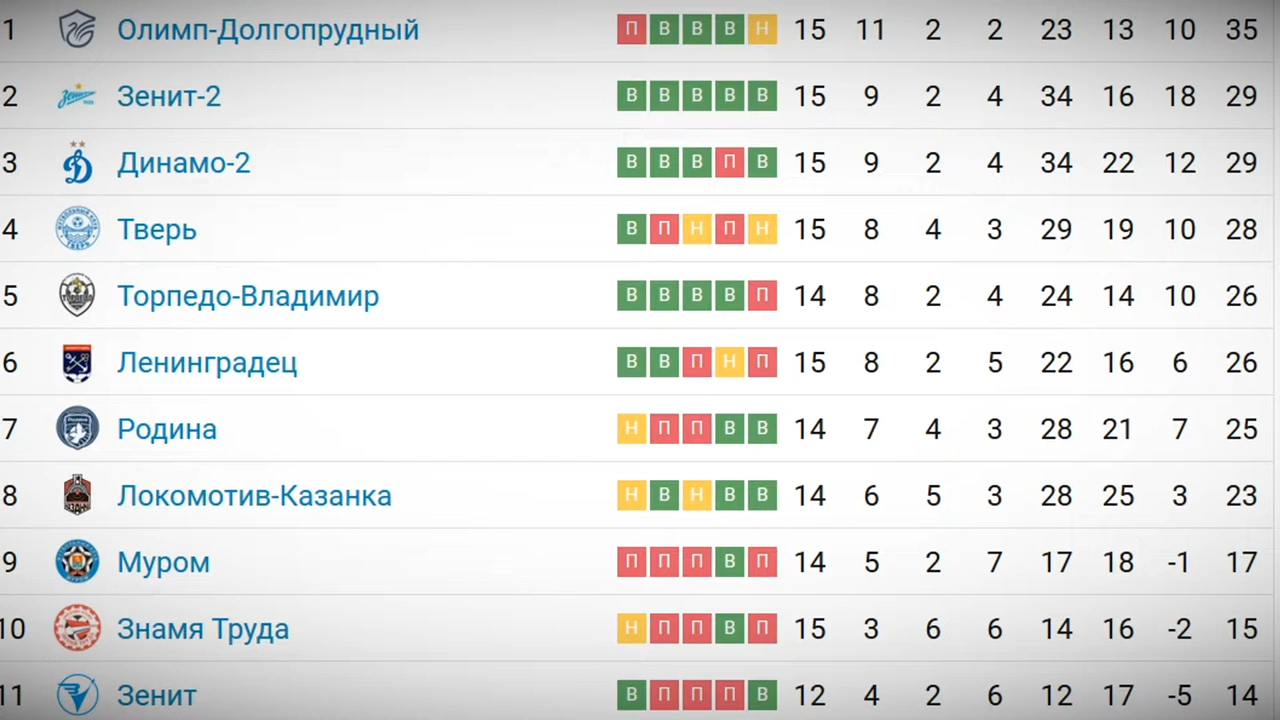 1 Олимп-Долгопрудный П В В В Н 15 11 2 2 23 13 10 35
2 Зенит-2 В В В В В 15 9 2 4 34 16 18 29
3 Динамо-2 В В В П В 15 9 2 4 34 22 12 29
4 Тверь В П Н П Н 15 8 4 3 29 19 10 28
5 Торпедо-Владимир В В В В П 14 8 2 4 24 14 10 26
6 Ленинградец В В П Н П 15 8 2 5 22 16 6 26
7 Родина Н П П В В 14 7 4 3 28 21 7 25
8 Локомотив-Казанка Н В Н В В 14 6 5 3 28 25 3 23
9 Муром П П П В П 14 5 2 7 17 18 -1 17
10 Знамя Труда Н П П В П 15 3 6 6 14 16 -2 15
11 Зенит В П П П В 12 4 2 6 12 17 -5 14